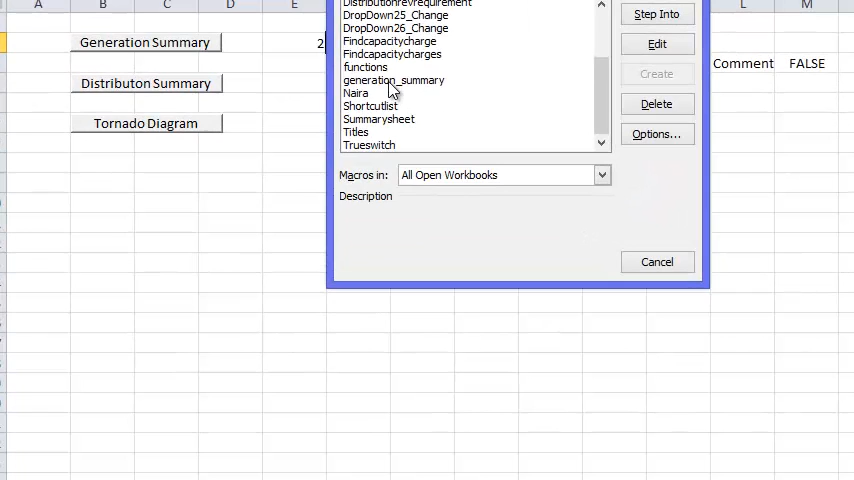 A B C D E L M
Generation Summary
2
Distributon Summary
Tornado Diagram
Distributionrevrequirement
DropDown25_Change
DropDown26_Change
Findcapacitycharge
Findcapacitycharges
functions
generation_summary
Naira
Shortcutlist
Summarysheet
Titles
Trueswitch
Step Into
Edit
Create
Delete
Options...
Macros in: All Open Workbooks
Description
Cancel
Comment FALSE